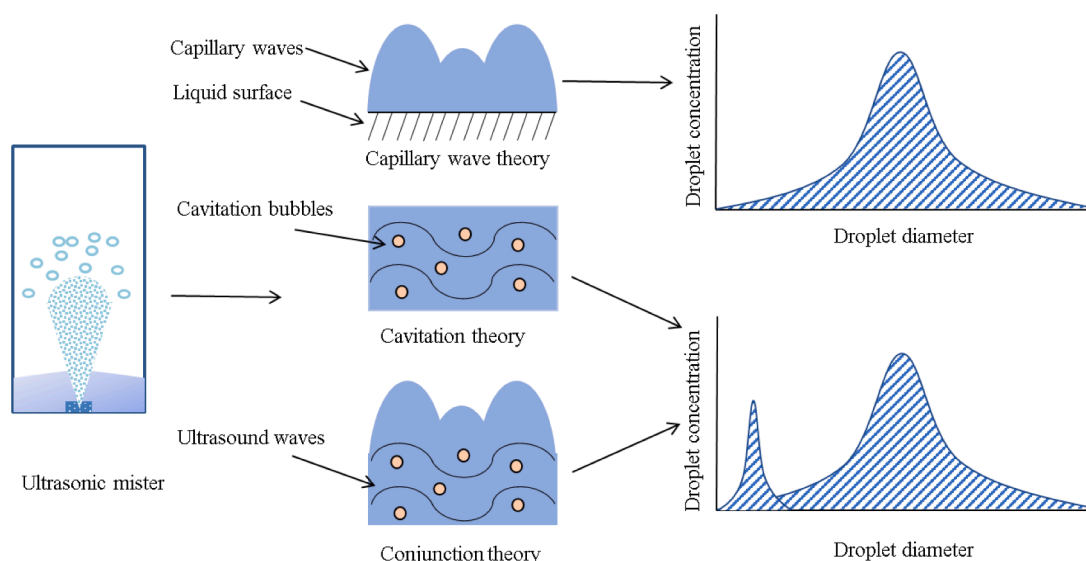 Capillary waves
Liquid surface
Capillary wave theory
Droplet concentration
Droplet diameter
Cavitation bubbles
Cavitation theory
Ultrasonic mister
Ultrasound waves
Conjunction theory
Droplet concentration
Droplet diameter